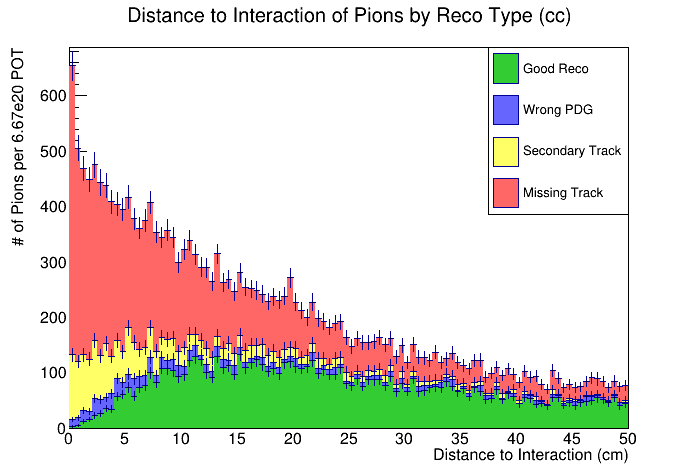 Distance to Interaction of Pions by Reco Type (cc)
# of Pions per 6.67e20 POT
600
500
400
300
200
100
0
Good Reco
Wrong PDG
Secondary Track
Missing Track
0 5 10 15 20 25 30 35 40 45 50
Distance to Interaction (cm)